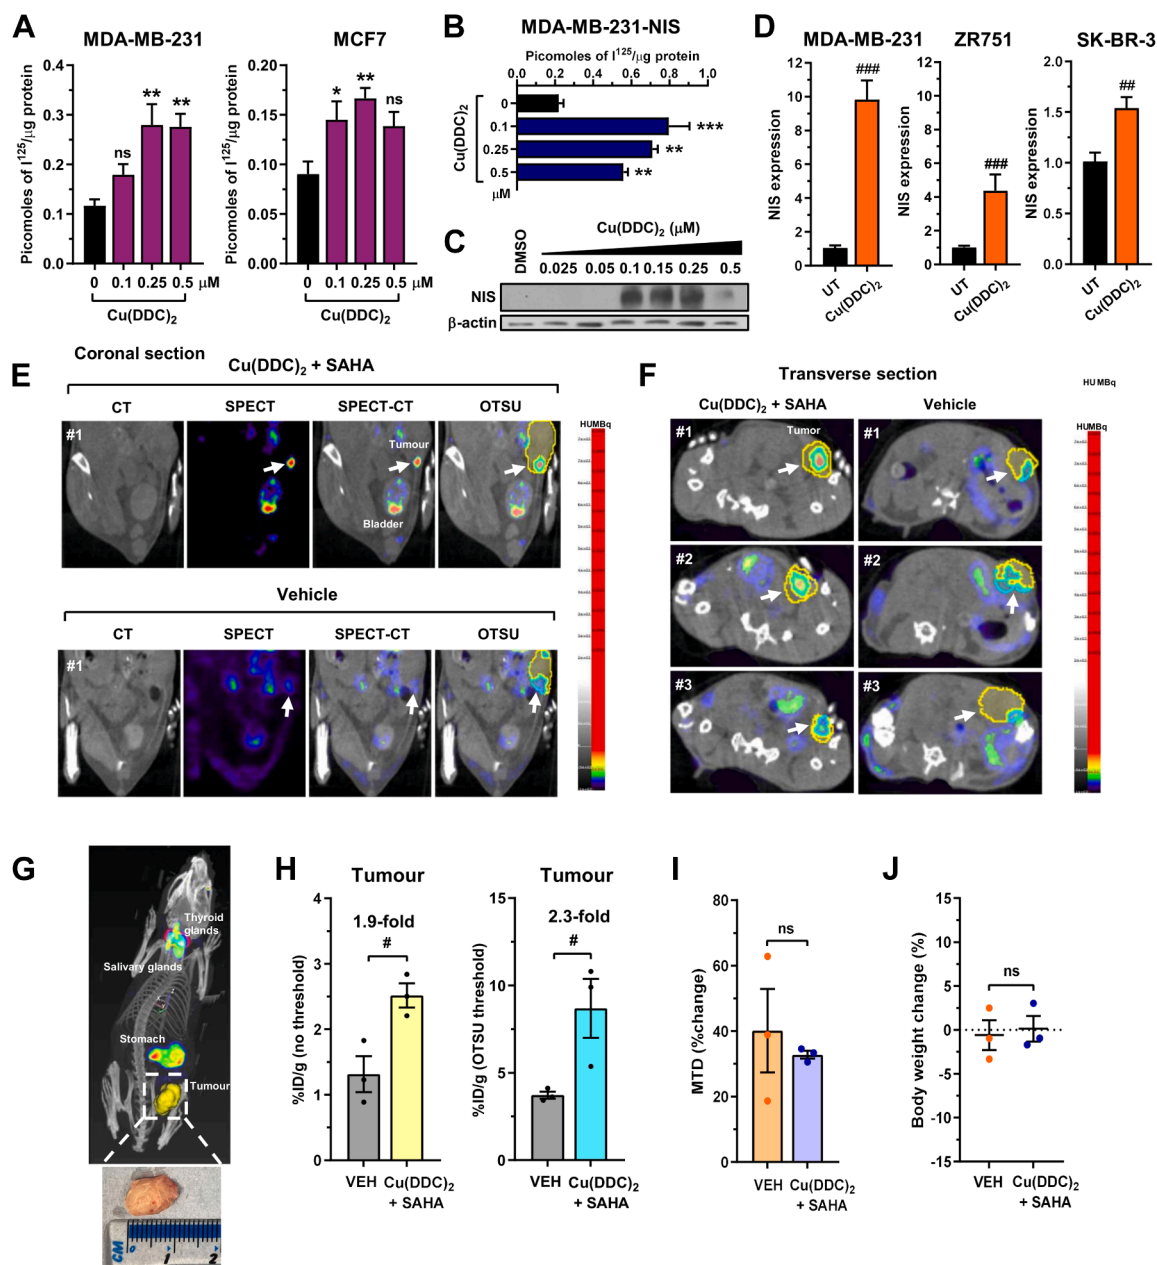 A
MDA-MB-231
MCF7
Picomoles of I¹²⁵/μg protein
0.4
0.3
0.2
0.1
0.0
ns
**
**
0
0.1
0.25
0.5
μM
Cu(DDC)₂
Picomoles of I¹²⁵/μg protein
0.20
0.15
0.10
0.05
0.00
*
**
ns
0
0.1
0.25
0.5
μM
Cu(DDC)₂
B
MDA-MB-231-NIS
Picomoles of I¹²⁵/μg protein
0.0 0.2 0.4 0.6 0.8 1.0
Cu(DDC)₂
0
0.1
***
0.25
**
0.5
**
μM
C
DMSO
Cu(DDC)₂ (μM)
0.025 0.05 0.1 0.15 0.25 0.5
NIS
β-actin
D
MDA-MB-231
ZR751
SK-BR-3
NIS expression
12
10
8
6
4
2
0
###
UT
Cu(DDC)₂
NIS expression
12
10
8
6
4
2
0
###
UT
Cu(DDC)₂
NIS expression
2.0
1.5
1.0
0.5
0.0
##
UT
Cu(DDC)₂
E
Coronal section
Cu(DDC)₂ + SAHA
CT
SPECT
SPECT-CT
OTSU
#1
Tumour
Bladder
HUMBq
Vehicle
CT
SPECT
SPECT-CT
OTSU
#1
F
Transverse section
Cu(DDC)₂ + SAHA
Vehicle
HU MBq
HUMBq
#1
Tumor
#1
#2
#2
#3
#3
G
Thyroid
glands
Salivary glands
Stomach
Tumour
CM
0
1
2
H
Tumour
%ID/g (no threshold)
4
3
2
1
0
1.9-fold
#
VEH
Cu(DDC)₂
+ SAHA
Tumour
%ID/g (OTSU threshold)
15
10
5
0
2.3-fold
#
VEH
Cu(DDC)₂
+ SAHA
I
MTD (%change)
80
60
40
20
0
ns
VEH
Cu(DDC)₂
+ SAHA
J
Body weight change (%)
15
10
5
0
-5
-10
-15
ns
VEH
Cu(DDC)₂
+ SAHA